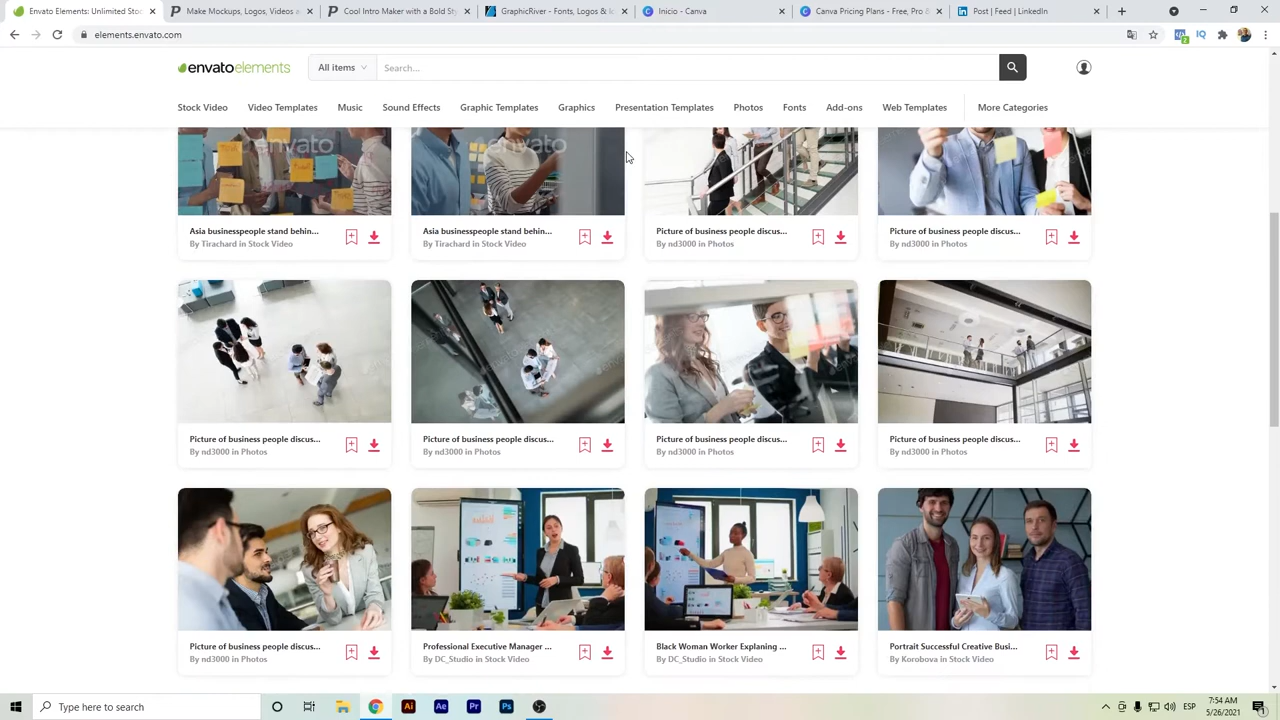 Envato Elements: Unlimited Stoc
Make Mockups, Logos, Videos a
Cool Intro Maker with a Bold St
GraphicRiver - Fonts, Logos & I
Inicio - Canva
Canva Pricing Plans - Free, Pro &
Post Feed | LinkedIn
elements.envato.com
envatoelements
All items
Search...
Stock Video
Video Templates
Music
Sound Effects
Graphic Templates
Graphics
Presentation Templates
Photos
Fonts
Add-ons
Web Templates
More Categories
envato
envato
Asia businesspeople stand behin...
By Tirachard in Stock Video
Asia businesspeople stand behin...
By Tirachard in Stock Video
Picture of business people discus...
By nd3000 in Photos
Picture of business people discus...
By nd3000 in Photos
Picture of business people discus...
By nd3000 in Photos
Picture of business people discus...
By nd3000 in Photos
Picture of business people discus...
By nd3000 in Photos
Picture of business people discus...
By nd3000 in Photos
Picture of business people discus...
By nd3000 in Photos
Professional Executive Manager ...
By DC_Studio in Stock Video
Black Woman Worker Explaning ...
By DC_Studio in Stock Video
Portrait Successful Creative Busi...
By Korobova in Stock Video
Type here to search
Ai
Ae
Pr
Ps
ESP
7:54 AM
5/26/2021